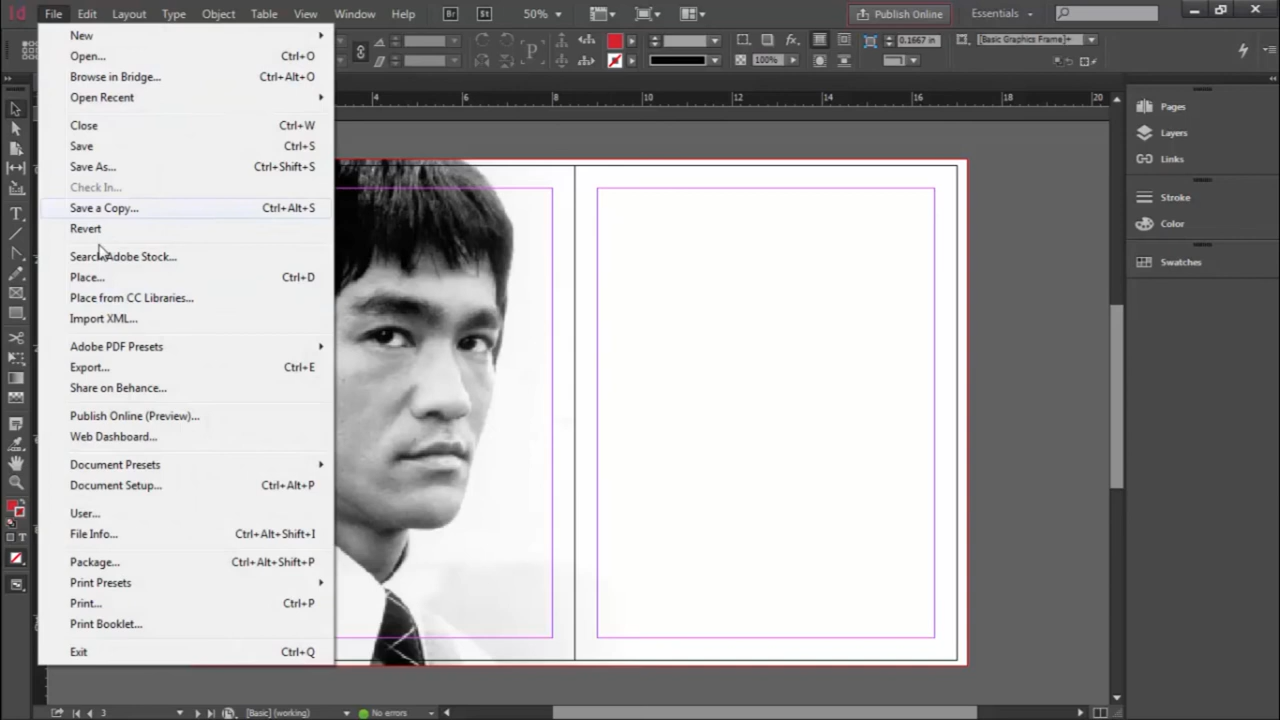 Id File Edit Layout Type Object Table View Window Help Br St 50% Publish Online Essentials
0.1667 in [Basic Graphics Frame]+
P fx. 100%
New
Open... Ctrl+O
Browse in Bridge... Ctrl+Alt+O
Open Recent
Close Ctrl+W
Save Ctrl+S
Save As... Ctrl+Shift+S
Check In...
Save a Copy... Ctrl+Alt+S
Revert
Search Adobe Stock...
Place... Ctrl+D
Place from CC Libraries...
Import XML...
Adobe PDF Presets
Export... Ctrl+E
Share on Behance...
Publish Online (Preview)...
Web Dashboard...
Document Presets
Document Setup... Ctrl+Alt+P
User...
File Info... Ctrl+Alt+Shift+I
Package... Ctrl+Alt+Shift+P
Print Presets
Print... Ctrl+P
Print Booklet...
Exit Ctrl+Q
4 6 8 10 12 14 16 18 20
Pages
Layers
Links
Stroke
Color
Swatches
3 [Basic] (working) No errors